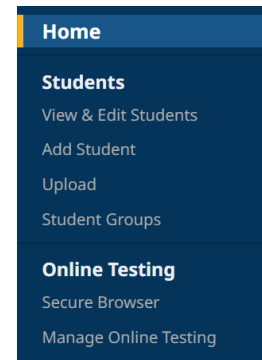 Home
Students
View & Edit Students
Add Student
Upload
Student Groups
Online Testing
Secure Browser
Manage Online Testing